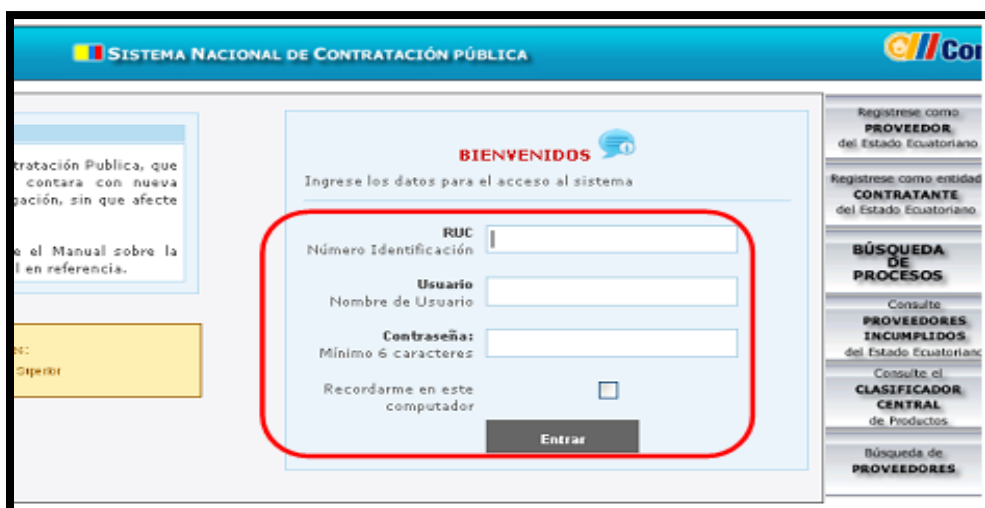 SISTEMA NACIONAL DE CONTRATACIÓN PÚBLICA
tratación Publica, que
contara con nueva
gación, sin que afecte
e el Manual sobre la
l en referencia.
Superior
BIENVENIDOS
Ingrese los datos para el acceso al sistema
RUC
Número Identificación
Usuario
Nombre de Usuario
Contraseña:
Mínimo 6 caracteres
Recordarme en este
computador
Entrar
Con
Registrese como
PROVEEDOR
del Estado Ecuatoriano
Registrese como entidad
CONTRATANTE
del Estado Ecuatoriano
BÚSQUEDA
DE
PROCESOS
Consulte
PROVEEDORES
INCUMPLIDOS
del Estado Ecuatoriano
Consulte el
CLASIFICADOR
CENTRAL
de Productos
Búsqueda de
PROVEEDORES